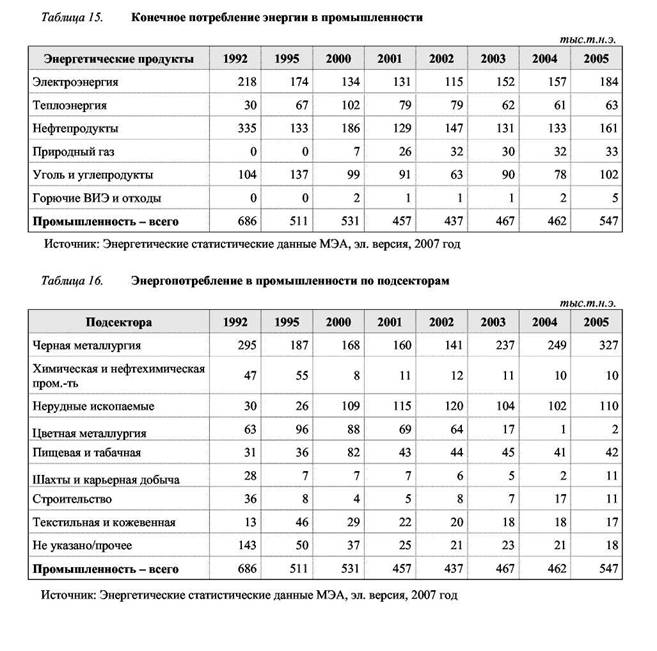 Таблица 15. Конечное потребление энергии в промышленности
тыс.т.н.э.
Энергетические продукты 1992 1995 2000 2001 2002 2003 2004 2005
Электроэнергия 218 174 134 131 115 152 157 184
Теплоэнергия 30 67 102 79 79 62 61 63
Нефтепродукты 335 133 186 129 147 131 133 161
Природный газ 0 0 7 26 32 30 32 33
Уголь и углепродукты 104 137 99 91 63 90 78 102
Горючие ВИЭ и отходы 0 0 2 1 1 1 2 5
Промышленность – всего 686 511 531 457 437 467 462 547
Источник: Энергетические статистические данные МЭА, эл. версия, 2007 год
Таблица 16. Энергопотребление в промышленности по подсекторам
тыс.т.н.э.
Подсектора 1992 1995 2000 2001 2002 2003 2004 2005
Черная металлургия 295 187 168 160 141 237 249 327
Химическая и нефтехимическая
пром.-ть 47 55 8 11 12 11 10 10
Нерудные ископаемые 30 26 109 115 120 104 102 110
Цветная металлургия 63 96 88 69 64 17 1 2
Пищевая и табачная 31 36 82 43 44 45 41 42
Шахты и карьерная добыча 28 7 7 7 6 5 2 11
Строительство 36 8 4 5 8 7 17 11
Текстильная и кожевенная 13 46 29 22 20 18 18 17
Не указано/прочее 143 50 37 25 21 23 21 18
Промышленность – всего 686 511 531 457 437 467 462 547
Источник: Энергетические статистические данные МЭА, эл. версия, 2007 год